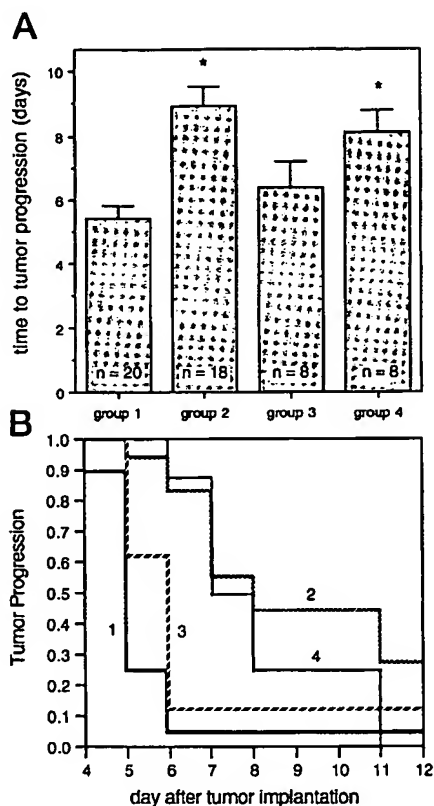 A
time to tumor progression (days)
10
8
6
4
2
0
* *
n = 20 n = 18 n = 8 n = 8
group 1 group 2 group 3 group 4
B
Tumor Progression
1.0
0.9
0.8
0.7
0.6
0.5
0.4
0.3
0.2
0.1
0.0
1 3 2 4
4 5 6 7 8 9 10 11 12
day after tumor implantation